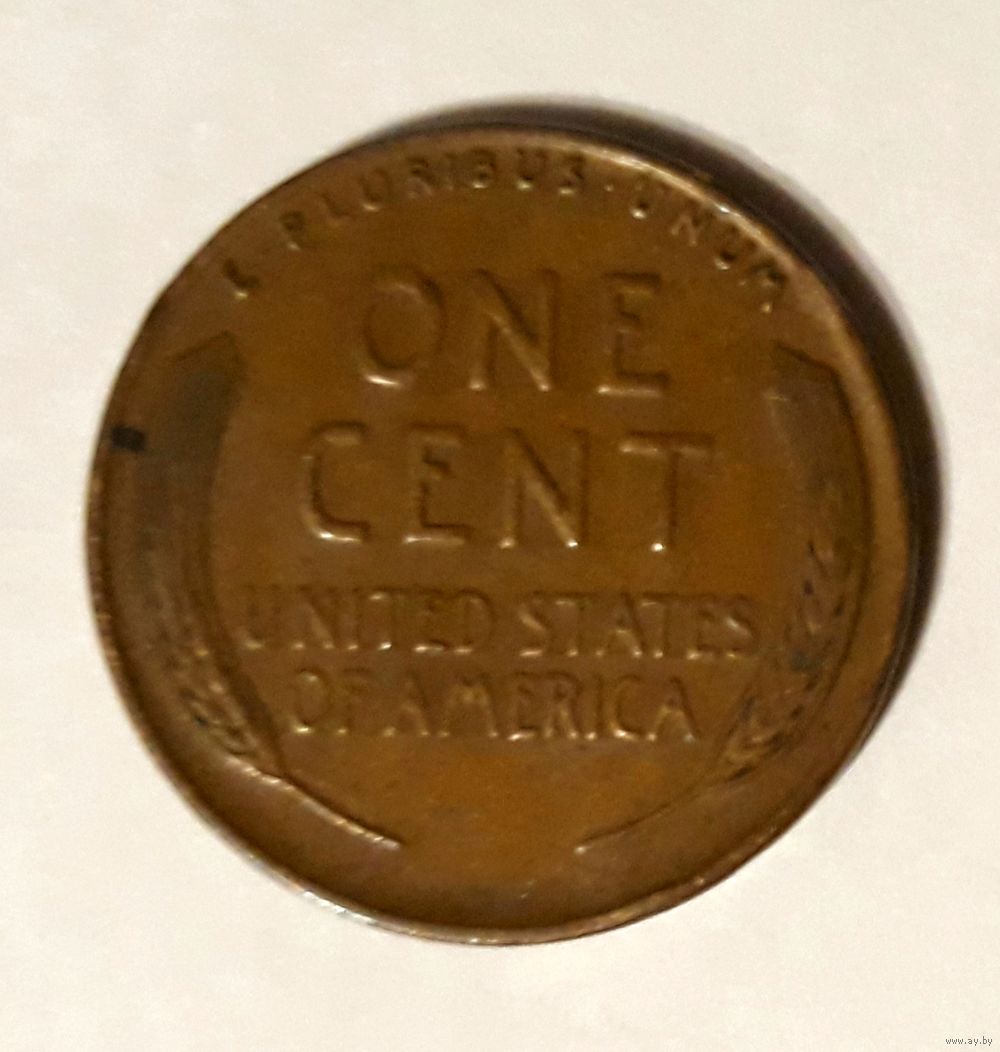 E·PLURIBUS·UNUM
ONE
CENT
UNITED STATES
OF AMERICA
www.ay.by